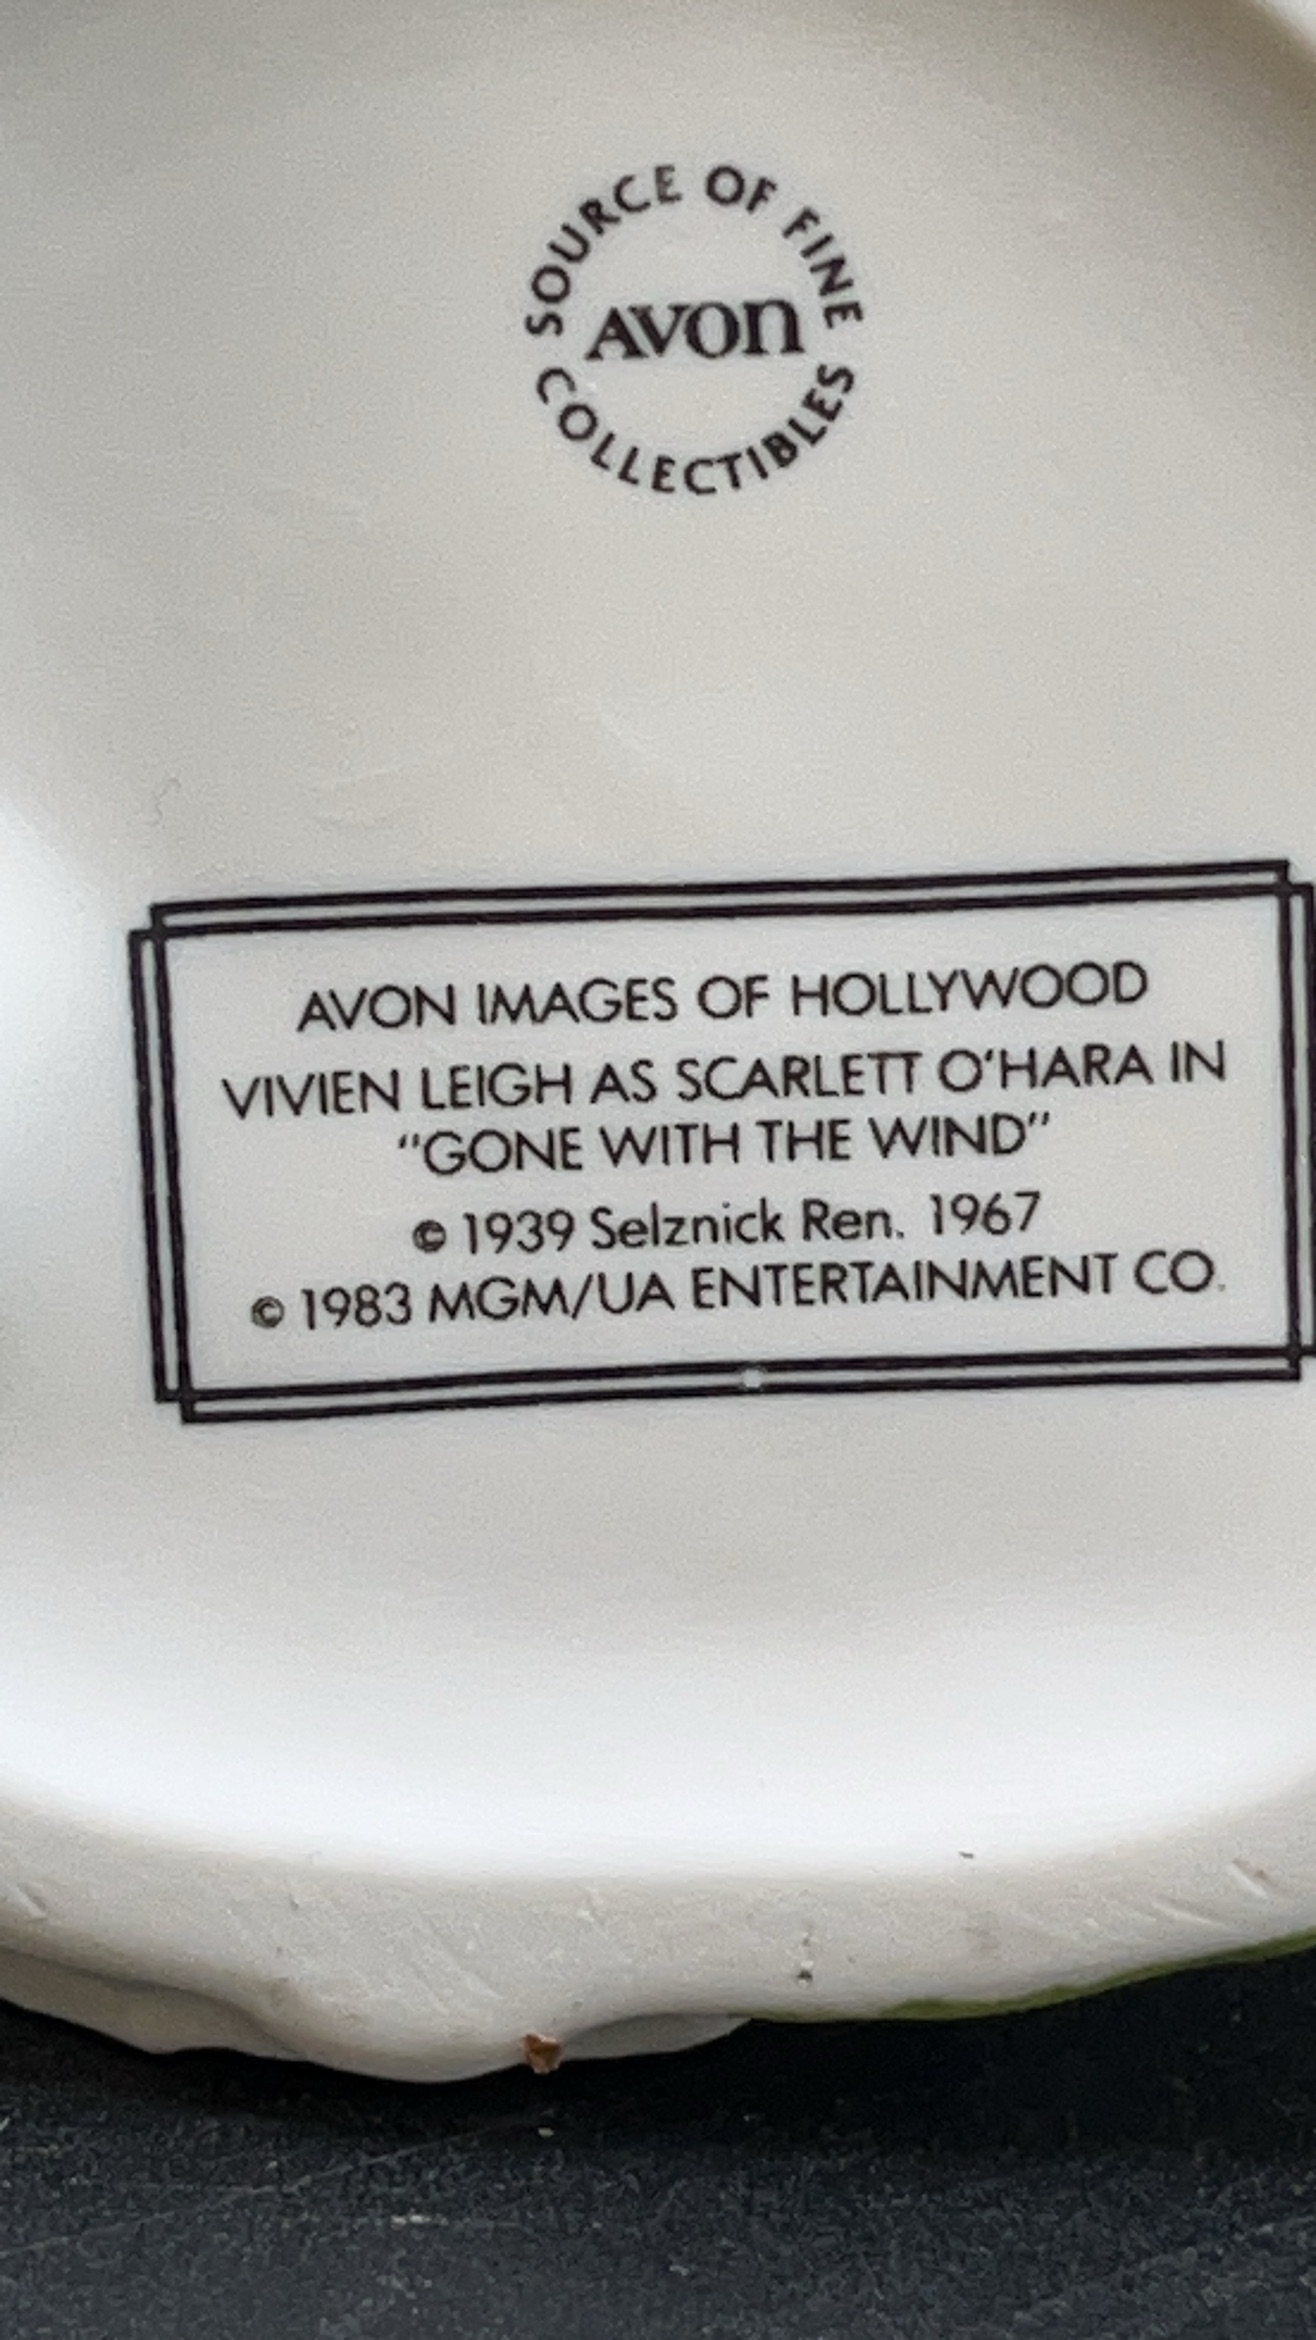 SOURCE OF FINE
AVON
COLLECTIBLES
AVON IMAGES OF HOLLYWOOD
VIVIEN LEIGH AS SCARLETT O'HARA IN
"GONE WITH THE WIND"
© 1939 Selznick Ren. 1967
© 1983 MGM/UA ENTERTAINMENT CO.